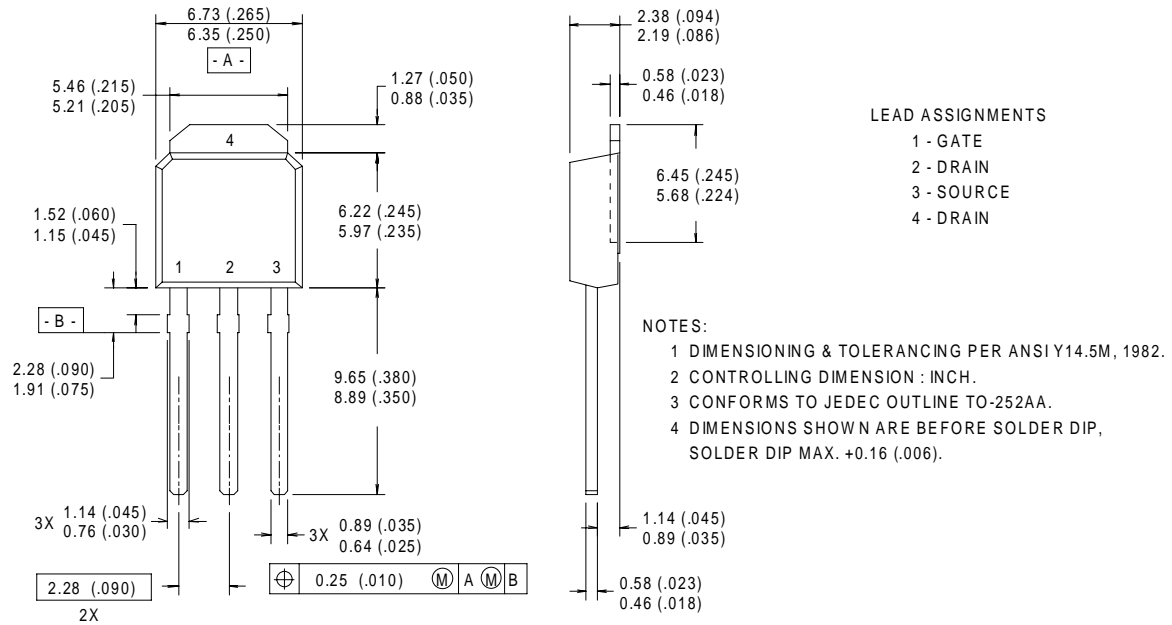 6.73 (.265)
6.35 (.250)
- A -
5.46 (.215)
5.21 (.205)
1.27 (.050)
0.88 (.035)
4
6.22 (.245)
5.97 (.235)
1.52 (.060)
1.15 (.045)
1 2 3
- B -
2.28 (.090)
1.91 (.075)
9.65 (.380)
8.89 (.350)
3X 1.14 (.045)
0.76 (.030)
3X 0.89 (.035)
0.64 (.025)
2.28 (.090)
2X
⌖ 0.25 (.010) Ⓜ A Ⓜ B
2.38 (.094)
2.19 (.086)
0.58 (.023)
0.46 (.018)
6.45 (.245)
5.68 (.224)
1.14 (.045)
0.89 (.035)
0.58 (.023)
0.46 (.018)
LEAD ASSIGNMENTS
1 - GATE
2 - DRAIN
3 - SOURCE
4 - DRAIN
NOTES:
1 DIMENSIONING & TOLERANCING PER ANSI Y14.5M, 1982.
2 CONTROLLING DIMENSION : INCH.
3 CONFORMS TO JEDEC OUTLINE TO-252AA.
4 DIMENSIONS SHOWN ARE BEFORE SOLDER DIP,
SOLDER DIP MAX. +0.16 (.006).